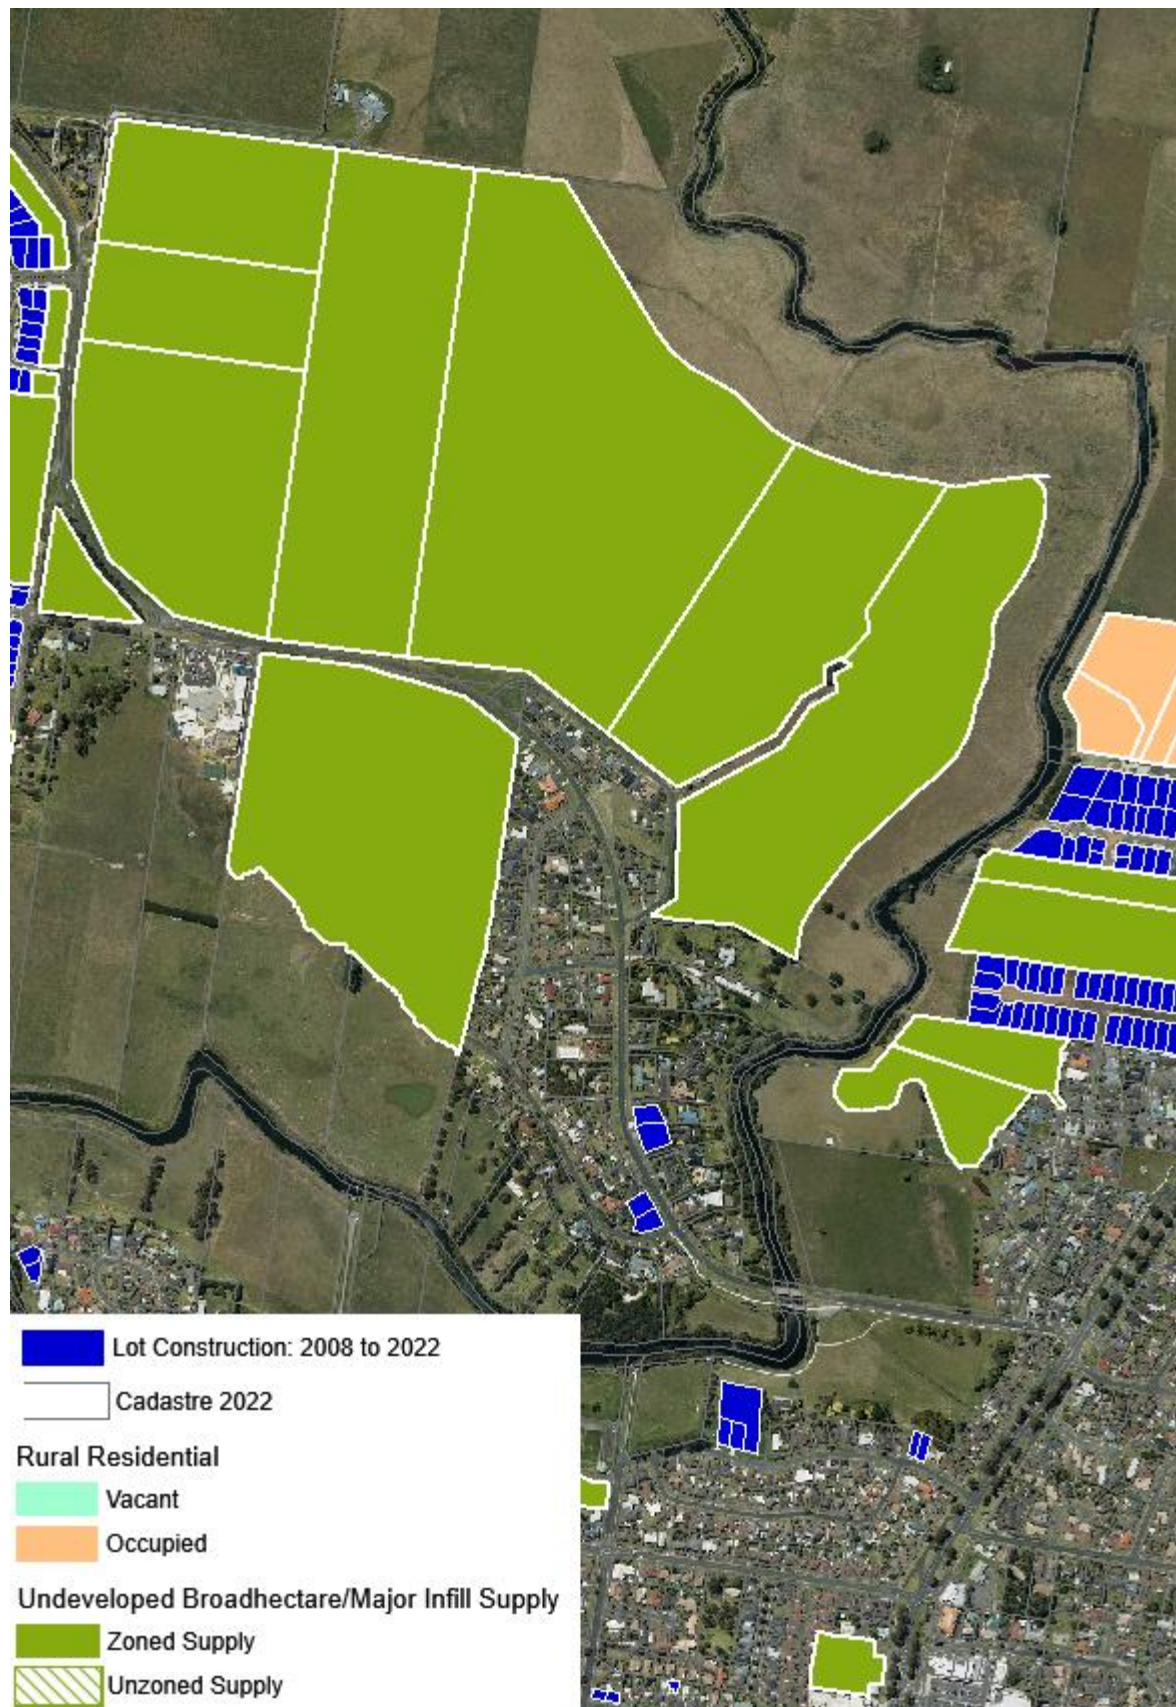 Lot Construction: 2008 to 2022
Cadastre 2022
Rural Residential
Vacant
Occupied
Undeveloped Broadhectare/Major Infill Supply
Zoned Supply
Unzoned Supply